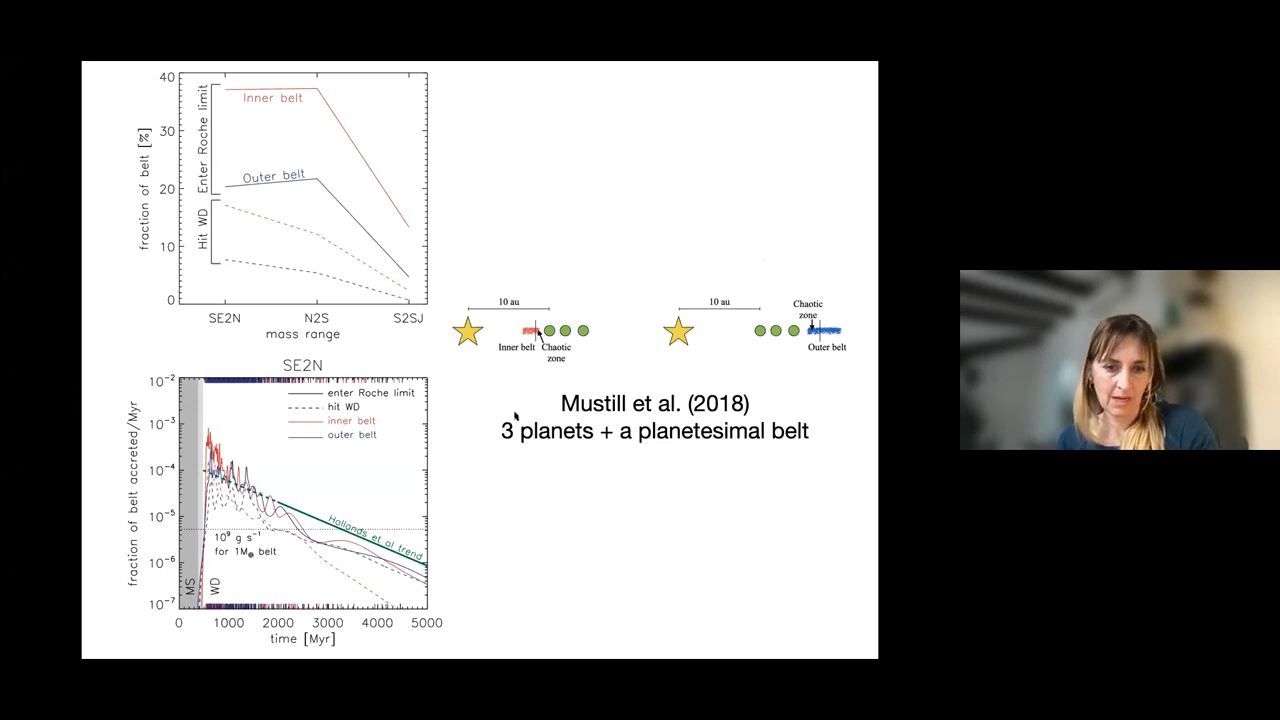 40
30
20
10
0
fraction of belt [%]
Enter Roche limit
Hit WD
Inner belt
Outer belt
SE2N N2S S2SJ
mass range
10 au
Inner belt
Chaotic
zone
10 au
Chaotic
zone
Outer belt
Mustill et al. (2018)
3 planets + a planetesimal belt
SE2N
10⁻²
10⁻³
10⁻⁴
10⁻⁵
10⁻⁶
10⁻⁷
fraction of belt accreted/Myr
enter Roche limit
hit WD
inner belt
outer belt
Hollands et al trend
10⁹ g s⁻¹
for 1M⊕ belt
MS
WD
0 1000 2000 3000 4000 5000
time [Myr]